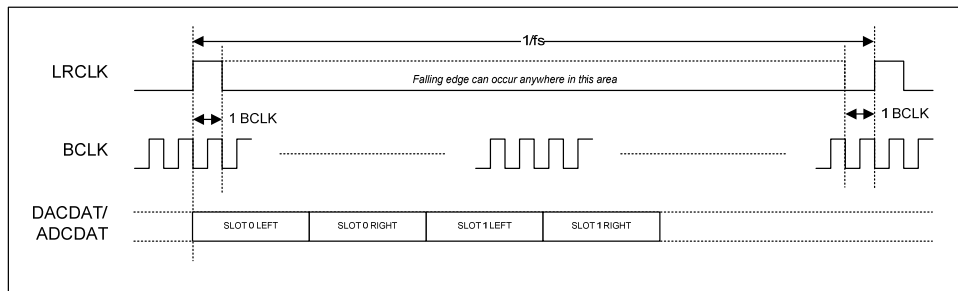 1/fs
LRCLK
Falling edge can occur anywhere in this area
1 BCLK
1 BCLK
BCLK
DACDAT/
ADCDAT
SLOT 0 LEFT
SLOT 0 RIGHT
SLOT 1 LEFT
SLOT 1 RIGHT